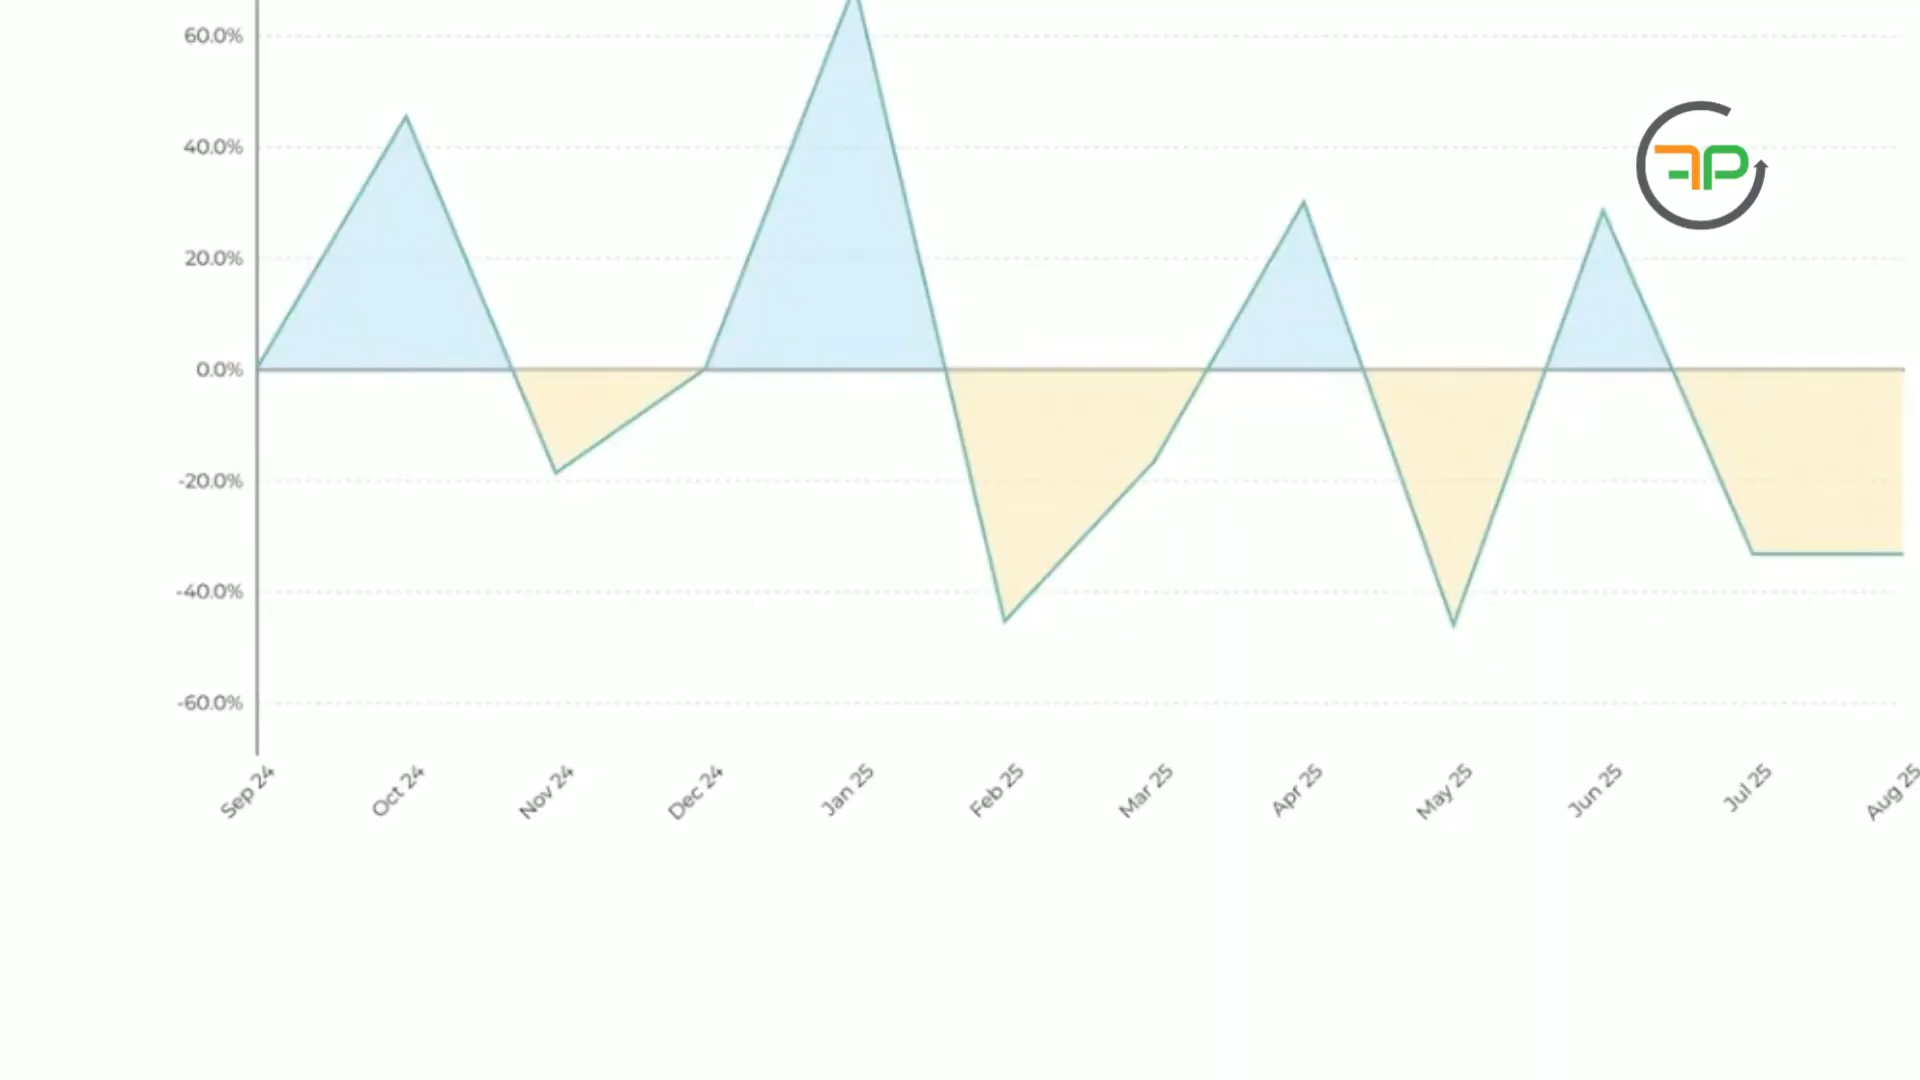 60.0%
40.0%
20.0%
0.0%
-20.0%
-40.0%
-60.0%
Sep 24
Oct 24
Nov 24
Dec 24
Jan 25
Feb 25
Mar 25
Apr 25
May 25
Jun 25
Jul 25
Aug 25
FP